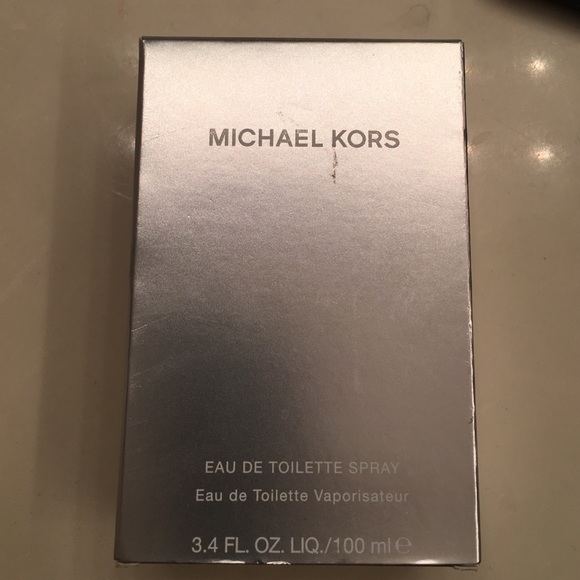 MICHAEL KORS
EAU DE TOILETTE SPRAY
Eau de Toilette Vaporisateur
3.4 FL. OZ. LIQ./100 ml ℮